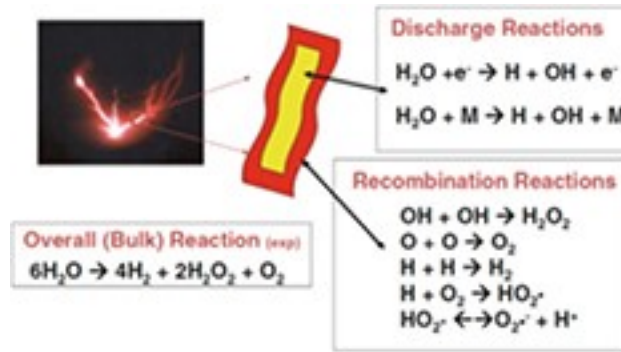 Discharge Reactions
H₂O +e⁻ → H + OH + e⁻
H₂O + M → H + OH + M
Recombination Reactions
OH + OH → H₂O₂
O + O → O₂
H + H → H₂
H + O₂ → HO₂•
HO₂• ←→O₂•⁻ + H⁺
Overall (Bulk) Reaction (exp)
6H₂O → 4H₂ + 2H₂O₂ + O₂